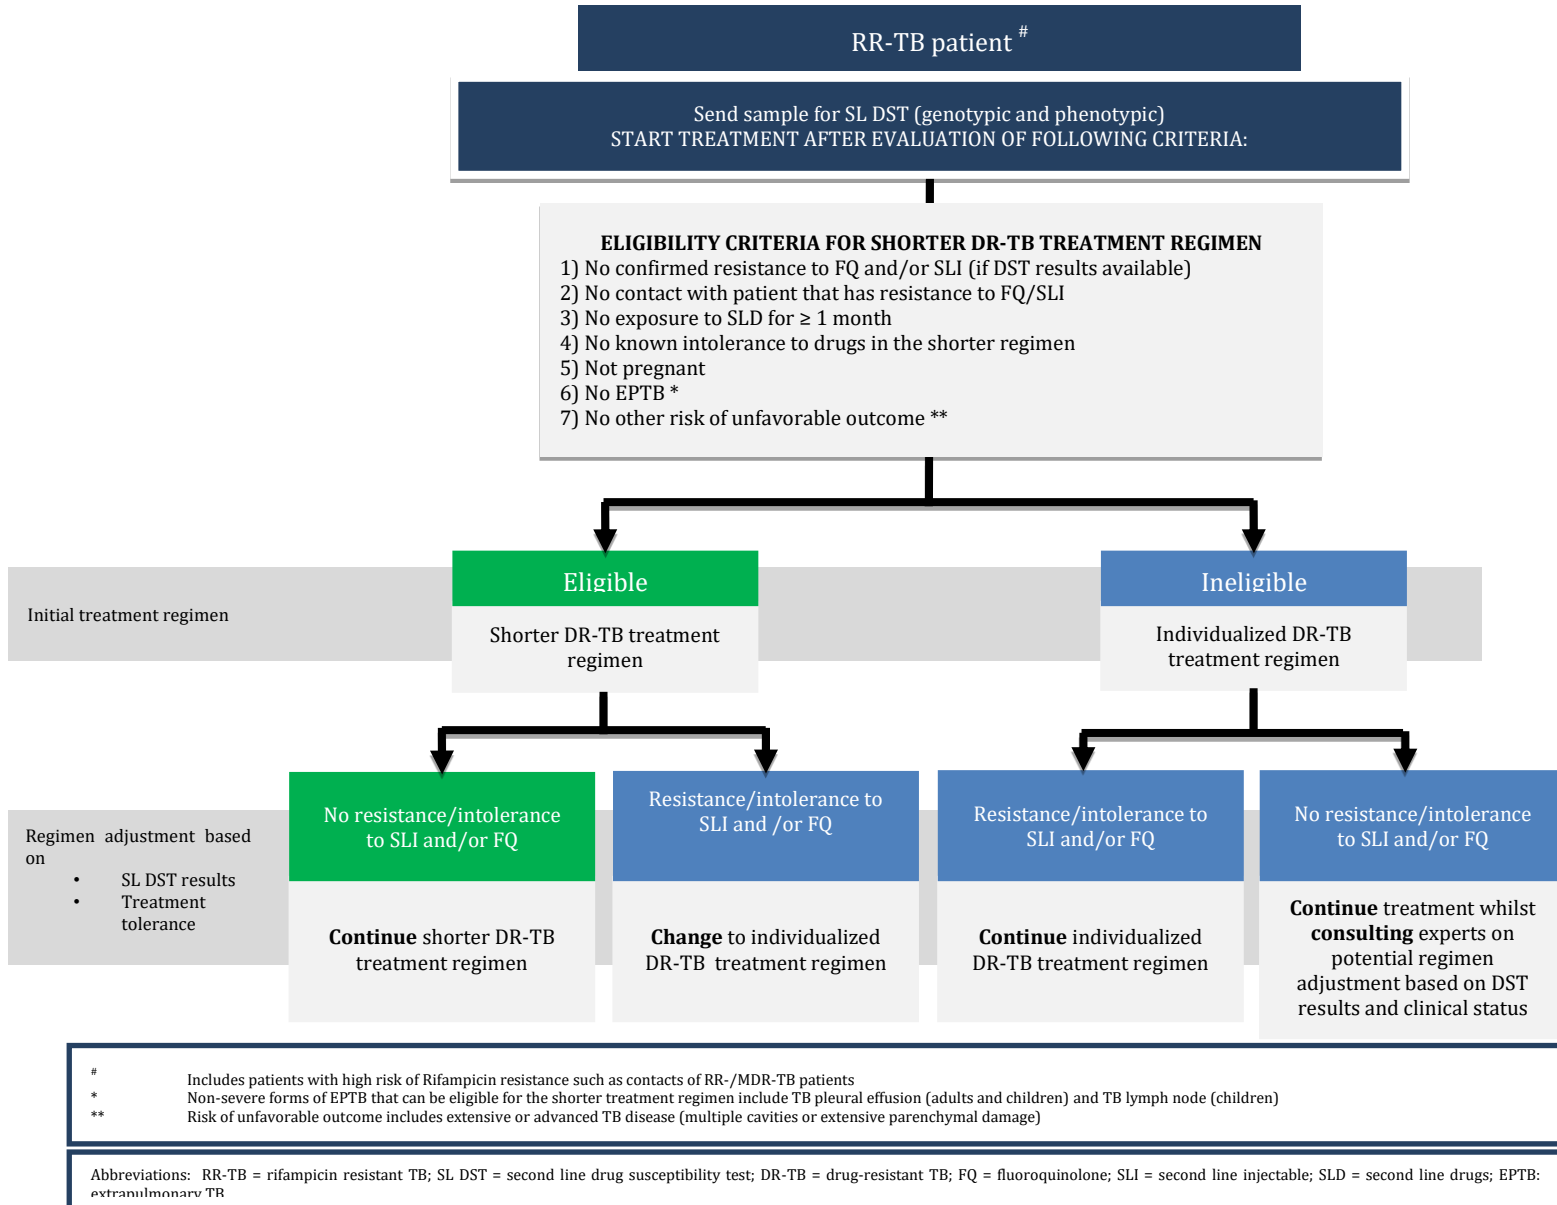 RR-TB patient #
Send sample for SL DST (genotypic and phenotypic)
START TREATMENT AFTER EVALUATION OF FOLLOWING CRITERIA:
ELIGIBILITY CRITERIA FOR SHORTER DR-TB TREATMENT REGIMEN
1) No confirmed resistance to FQ and/or SLI (if DST results available)
2) No contact with patient that has resistance to FQ/SLI
3) No exposure to SLD for ≥ 1 month
4) No known intolerance to drugs in the shorter regimen
5) Not pregnant
6) No EPTB *
7) No other risk of unfavorable outcome **
Initial treatment regimen
Eligible
Shorter DR-TB treatment
regimen
Ineligible
Individualized DR-TB
treatment regimen
Regimen adjustment based
on
• SL DST results
• Treatment
tolerance
No resistance/intolerance
to SLI and/or FQ
Continue shorter DR-TB
treatment regimen
Resistance/intolerance to
SLI and /or FQ
Change to individualized
DR-TB treatment regimen
Resistance/intolerance to
SLI and/or FQ
Continue individualized
DR-TB treatment regimen
No resistance/intolerance
to SLI and/or FQ
Continue treatment whilst
consulting experts on
potential regimen
adjustment based on DST
results and clinical status
# Includes patients with high risk of Rifampicin resistance such as contacts of RR-/MDR-TB patients
* Non-severe forms of EPTB that can be eligible for the shorter treatment regimen include TB pleural effusion (adults and children) and TB lymph node (children)
** Risk of unfavorable outcome includes extensive or advanced TB disease (multiple cavities or extensive parenchymal damage)
Abbreviations: RR-TB = rifampicin resistant TB; SL DST = second line drug susceptibility test; DR-TB = drug-resistant TB; FQ = fluoroquinolone; SLI = second line injectable; SLD = second line drugs; EPTB:
extrapulmonary TB